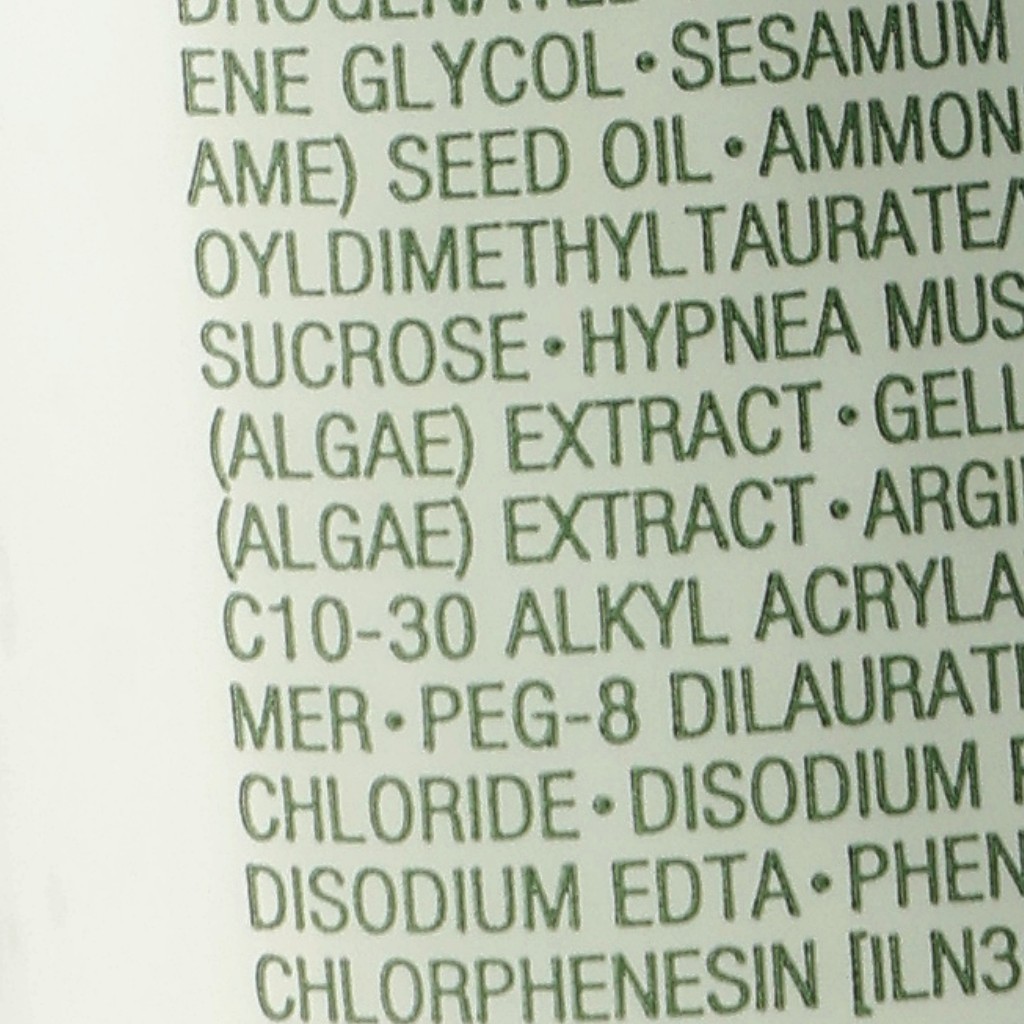 ENE GLYCOL • SESAMUM
AME) SEED OIL • AMMON
OYLDIMETHYLTAURATE/
SUCROSE • HYPNEA MUS
(ALGAE) EXTRACT • GELL
(ALGAE) EXTRACT • ARGI
C10-30 ALKYL ACRYLA
MER • PEG-8 DILAURAT
CHLORIDE • DISODIUM
DISODIUM EDTA • PHEN
CHLORPHENESIN [ILN3